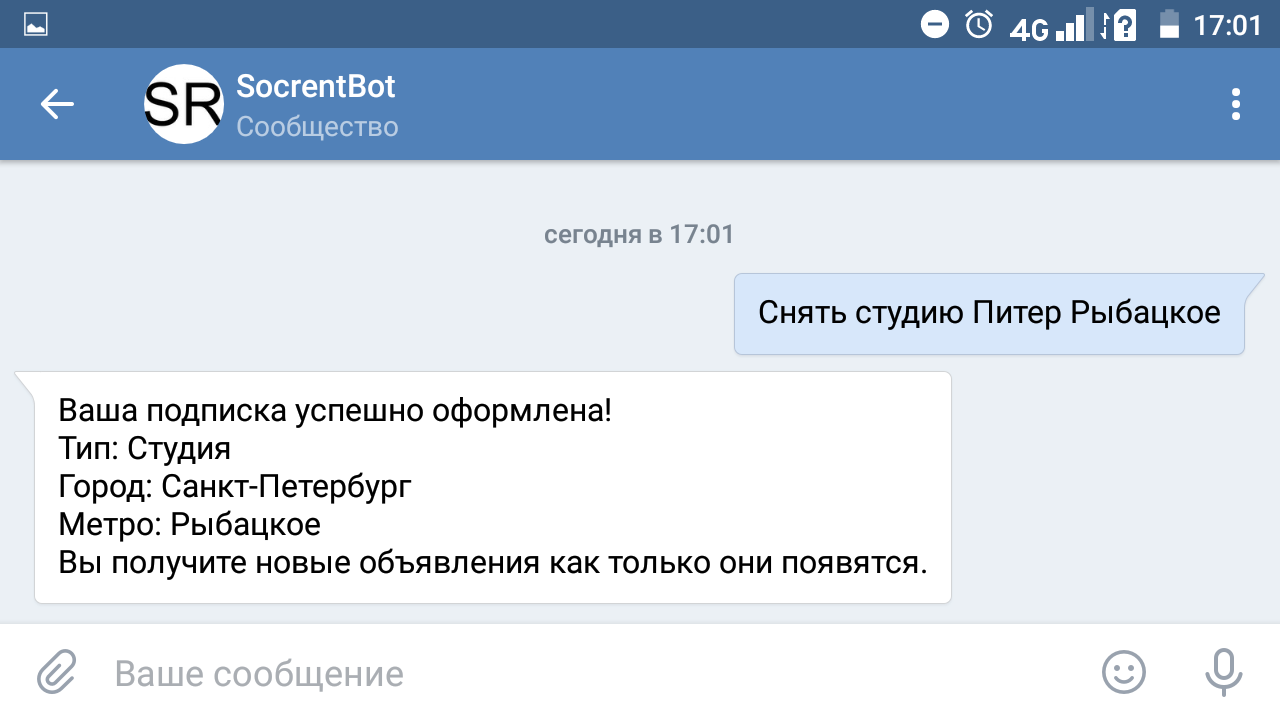 4G
17:01
SR
SocrentBot
Сообщество
сегодня в 17:01
Снять студию Питер Рыбацкое
Ваша подписка успешно оформлена!
Тип: Студия
Город: Санкт-Петербург
Метро: Рыбацкое
Вы получите новые объявления как только они появятся.
Ваше сообщение